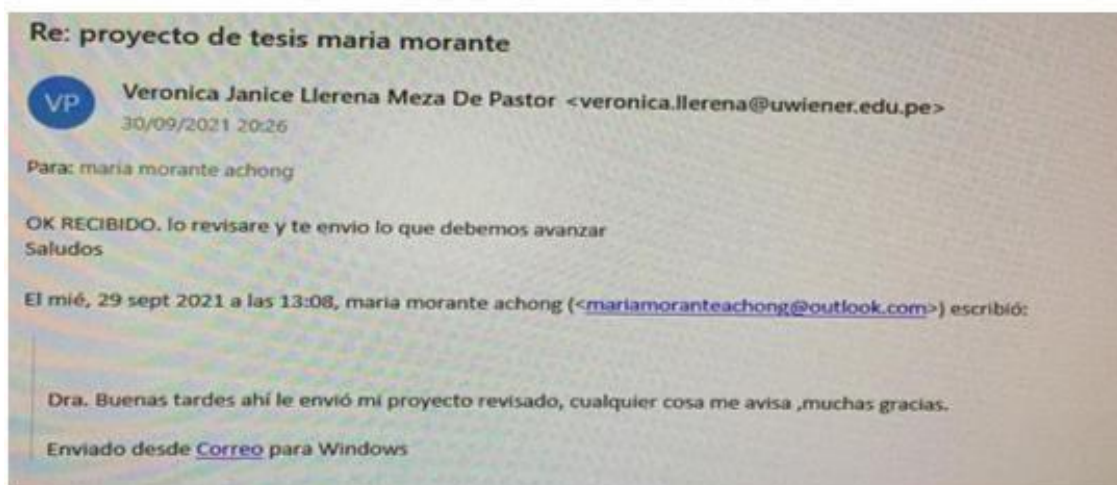 Re: proyecto de tesis maria morante
VP
Veronica Janice Llerena Meza De Pastor <veronica.llerena@uwiener.edu.pe>
30/09/2021 20:26
Para: maria morante achong
OK RECIBIDO. lo revisare y te envio lo que debemos avanzar
Saludos
El mié, 29 sept 2021 a las 13:08, maria morante achong (<mariamoranteachong@outlook.com>) escribió:
Dra. Buenas tardes ahí le envió mi proyecto revisado, cualquier cosa me avisa ,muchas gracias.
Enviado desde Correo para Windows